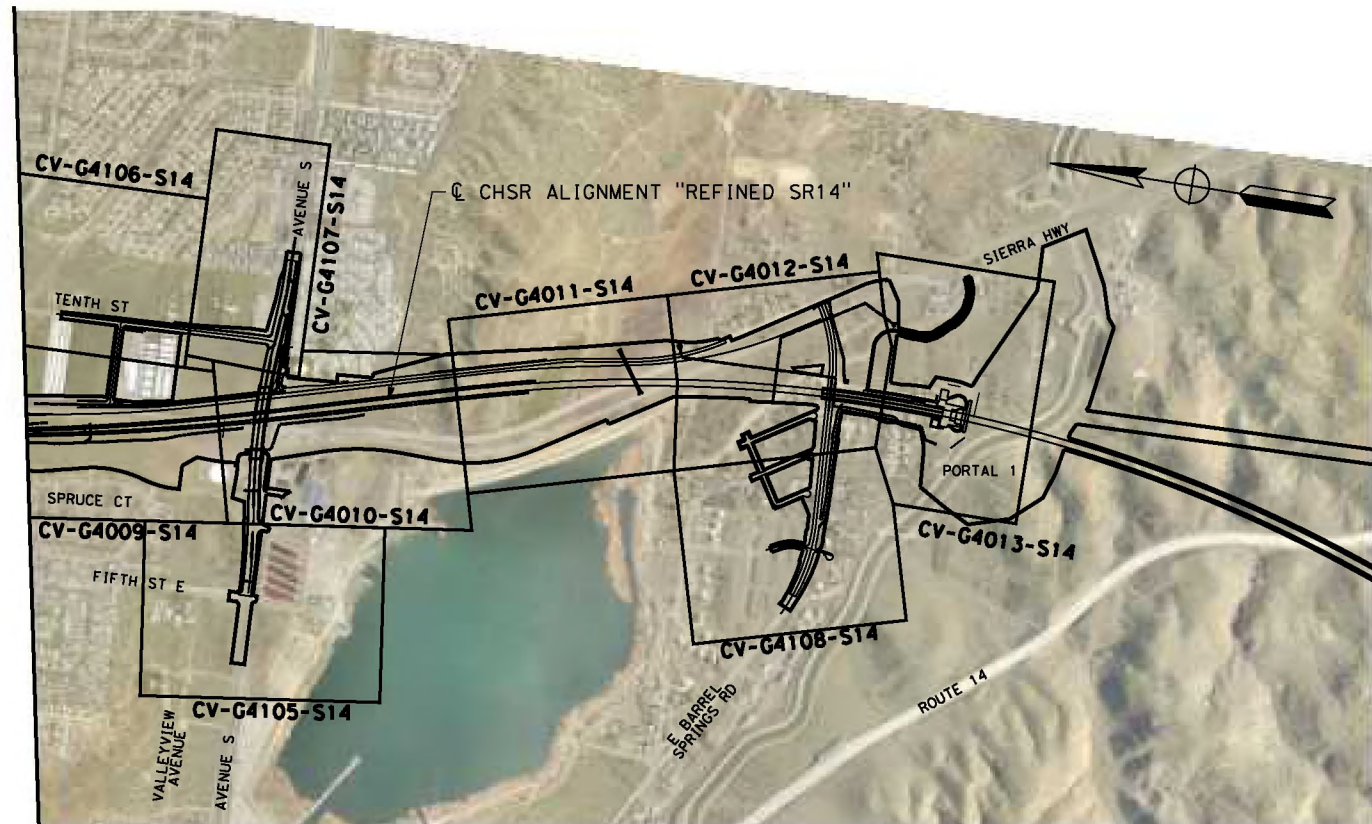 CV-G4106-S14
AVENUE S
CV-G4107-S14
℄ CHSR ALIGNMENT "REFINED SR14"
SIERRA HWY
CV-G4012-S14
CV-G4011-S14
TENTH ST
PORTAL 1
SPRUCE CT
CV-G4010-S14
CV-G4009-S14
CV-G4013-S14
FIFTH ST E
CV-G4108-S14
ROUTE 14
CV-G4105-S14
E BARREL
SPRINGS RD
VALLEYVIEW
AVENUE
AVENUE S